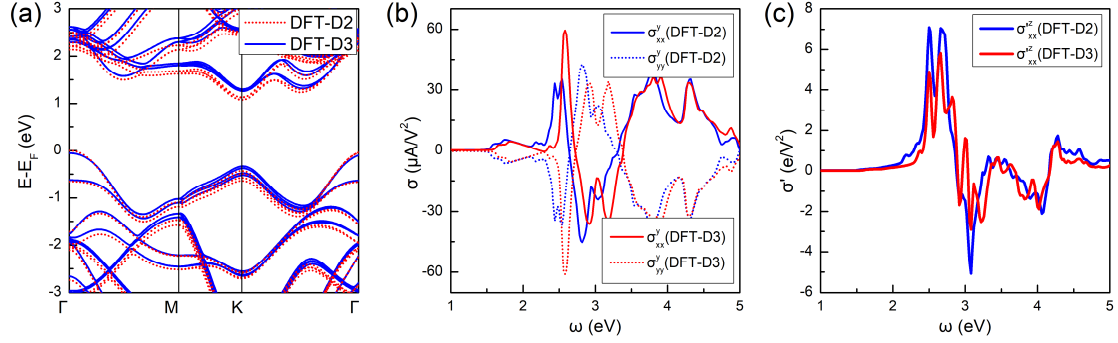 (a)
3
2
1
0
-1
-2
-3
E-E_F (eV)
Γ
M
K
Γ
DFT-D2
DFT-D3
(b)
60
30
0
-30
-60
σ (μA/V²)
1
2
3
4
5
ω (eV)
σ^y_xx(DFT-D2)
σ^y_yy(DFT-D2)
σ^y_xx(DFT-D3)
σ^y_yy(DFT-D3)
(c)
8
6
4
2
0
-2
-4
-6
σ' (e/V²)
1
2
3
4
5
ω (eV)
σ'^z_xx(DFT-D2)
σ'^z_xx(DFT-D3)